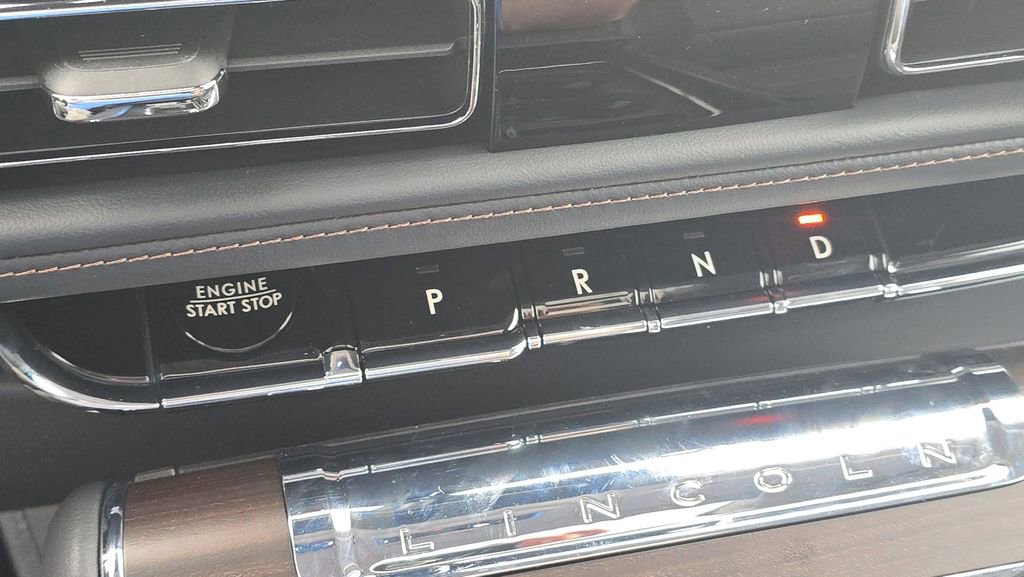 ENGINE
START STOP
P R N D
LINCOLN